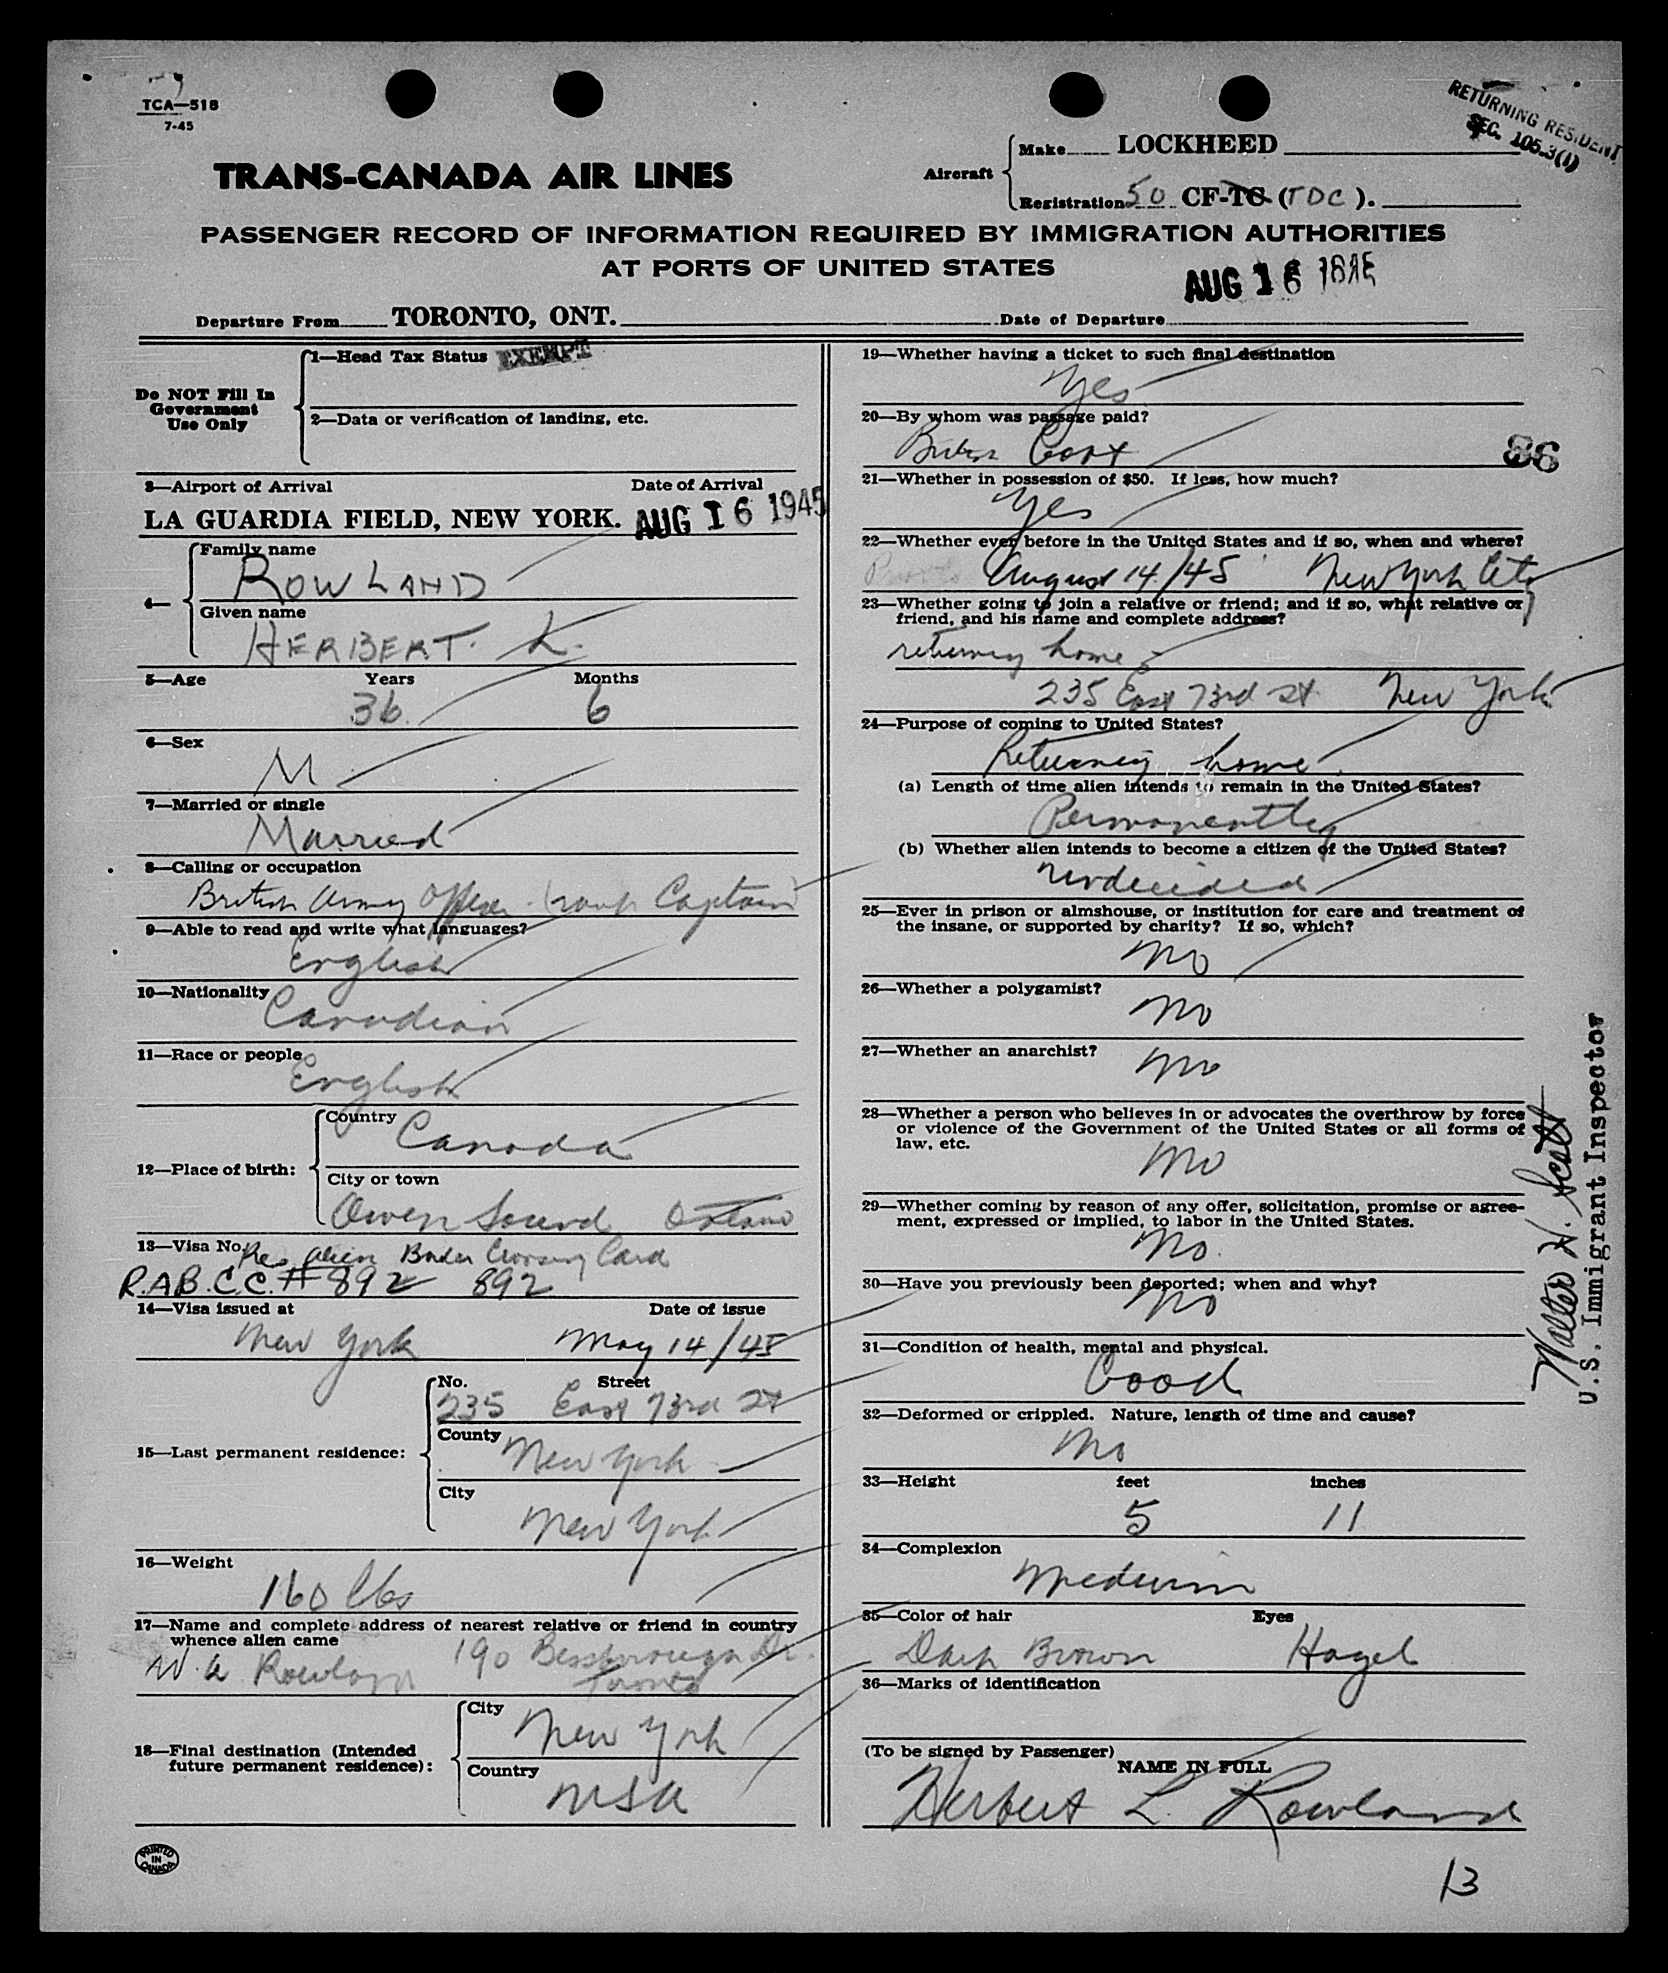 TCA—518
7-45
RETURNING RESIDENT
SEC. 105.3(1)
TRANS-CANADA AIR LINES
Aircraft
Make LOCKHEED
Registration 50 CF-TC (TDC).
PASSENGER RECORD OF INFORMATION REQUIRED BY IMMIGRATION AUTHORITIES
AT PORTS OF UNITED STATES
AUG 16 1945
Departure From TORONTO, ONT. Date of Departure
Do NOT Fill In
Government
Use Only
1—Head Tax Status EXEMPT
2—Data or verification of landing, etc.
3—Airport of Arrival Date of Arrival
LA GUARDIA FIELD, NEW YORK. AUG 16 1945
4—
Family name
ROWLAND
Given name
HERBERT. L.
5—Age Years Months
36 6
6—Sex
M
7—Married or single
Married
8—Calling or occupation
British Army Officer Captain
9—Able to read and write what languages?
English
10—Nationality
Canadian
11—Race or people
English
12—Place of birth:
Country
Canada
City or town
Owen Sound Ontario
13—Visa No. Res Alien Border Crossing Card
R.A.B.C.C. # 892 892
14—Visa issued at Date of issue
New York May 14/45
15—Last permanent residence:
No. Street
235 East 73rd St
County
New York
City
New York
16—Weight
160 lbs
17—Name and complete address of nearest relative or friend in country
whence alien came
Rowland 190 Bessborough Dr.
Toronto
18—Final destination (Intended
future permanent residence):
City
New York
Country
USA
PRINTED
IN
CANADA
19—Whether having a ticket to such final destination
Yes
20—By whom was passage paid?
British Govt
86
21—Whether in possession of $50. If less, how much?
Yes
22—Whether ever before in the United States and if so, when and where?
August 14/45 New York City
23—Whether going to join a relative or friend; and if so, what relative or
friend, and his name and complete address?
returning home
235 East 73rd St New York
24—Purpose of coming to United States?
Returning home.
(a) Length of time alien intends to remain in the United States?
Permanently
(b) Whether alien intends to become a citizen of the United States?
undecided
25—Ever in prison or almshouse, or institution for care and treatment of
the insane, or supported by charity? If so, which?
No
26—Whether a polygamist?
No
27—Whether an anarchist?
No
28—Whether a person who believes in or advocates the overthrow by force
or violence of the Government of the United States or all forms of
law, etc.
No
29—Whether coming by reason of any offer, solicitation, promise or agree-
ment, expressed or implied, to labor in the United States.
No.
30—Have you previously been deported; when and why?
No
31—Condition of health, mental and physical.
Good
32—Deformed or crippled. Nature, length of time and cause?
No
33—Height feet inches
5 11
34—Complexion
Medium
35—Color of hair Eyes
Dark Brown Hazel
36—Marks of identification
(To be signed by Passenger)
NAME IN FULL
Herbert L. Rowland
13
Walter H. Scott
U.S. Immigrant Inspector